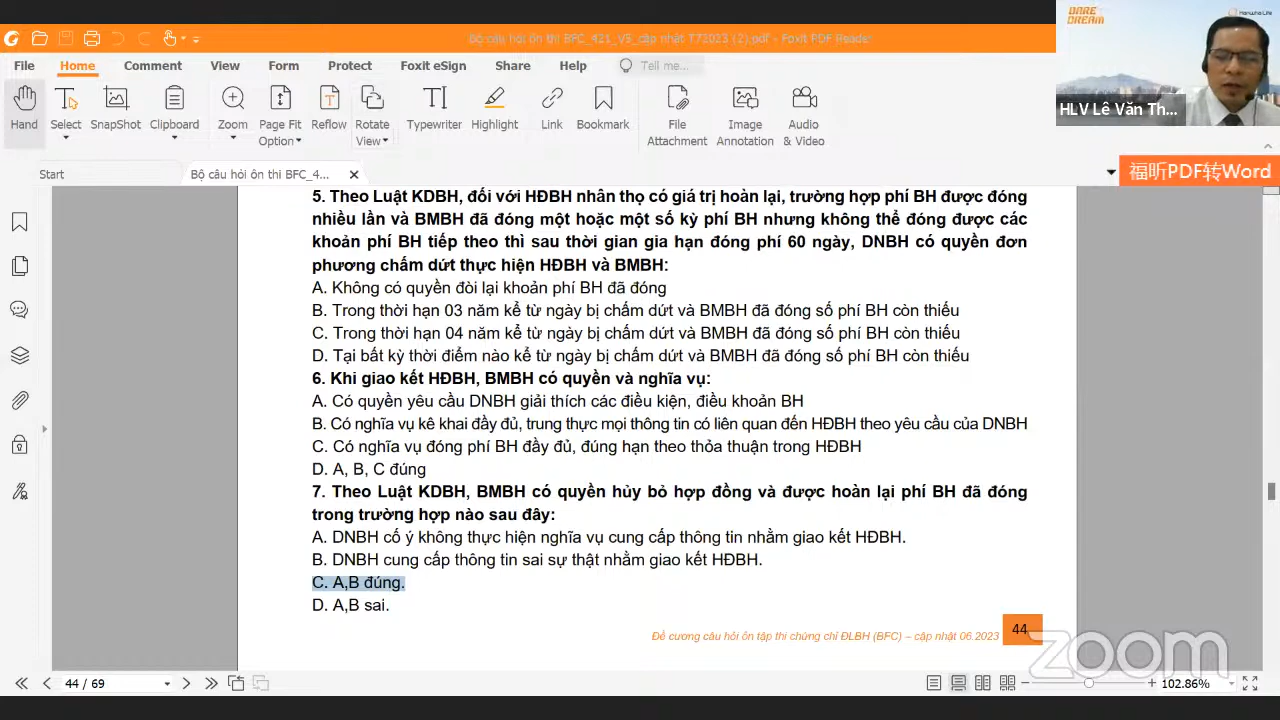 DARE
DREAM
Hanwha Life
Bộ câu hỏi ôn thi BFC_421_V5_cập nhật T72023 (2).pdf - Foxit PDF Reader
File Home Comment View Form Protect Foxit eSign Share Help Tell me...
HLV Lê Văn Th...
Hand Select SnapShot Clipboard Zoom Page Fit Option Reflow Rotate View Typewriter Highlight Link Bookmark File Attachment Image Annotation Audio & Video
Start Bộ câu hỏi ôn thi BFC_4...
福昕PDF转Word
5. Theo Luật KDBH, đối với HĐBH nhân thọ có giá trị hoàn lại, trường hợp phí BH được đóng
nhiều lần và BMBH đã đóng một hoặc một số kỳ phí BH nhưng không thể đóng được các
khoản phí BH tiếp theo thì sau thời gian gia hạn đóng phí 60 ngày, DNBH có quyền đơn
phương chấm dứt thực hiện HĐBH và BMBH:
A. Không có quyền đòi lại khoản phí BH đã đóng
B. Trong thời hạn 03 năm kể từ ngày bị chấm dứt và BMBH đã đóng số phí BH còn thiếu
C. Trong thời hạn 04 năm kể từ ngày bị chấm dứt và BMBH đã đóng số phí BH còn thiếu
D. Tại bất kỳ thời điểm nào kể từ ngày bị chấm dứt và BMBH đã đóng số phí BH còn thiếu
6. Khi giao kết HĐBH, BMBH có quyền và nghĩa vụ:
A. Có quyền yêu cầu DNBH giải thích các điều kiện, điều khoản BH
B. Có nghĩa vụ kê khai đầy đủ, trung thực mọi thông tin có liên quan đến HĐBH theo yêu cầu của DNBH
C. Có nghĩa vụ đóng phí BH đầy đủ, đúng hạn theo thỏa thuận trong HĐBH
D. A, B, C đúng
7. Theo Luật KDBH, BMBH có quyền hủy bỏ hợp đồng và được hoàn lại phí BH đã đóng
trong trường hợp nào sau đây:
A. DNBH cố ý không thực hiện nghĩa vụ cung cấp thông tin nhằm giao kết HĐBH.
B. DNBH cung cấp thông tin sai sự thật nhằm giao kết HĐBH.
C. A,B đúng.
D. A,B sai.
Đề cương câu hỏi ôn tập thi chứng chỉ ĐLBH (BFC) – cập nhật 06.2023 44
zoom
44 / 69
102.86%